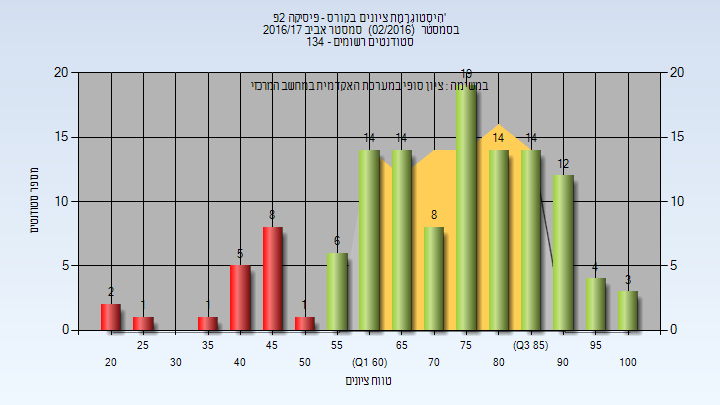 היסטוגרמת ציונים בקורס - פיסיקה 2פ'
בסמסטר (02/2016) סמסטר אביב 2016/17
סטודנטים רשומים - 134
במשימה : ציון סופי במערכת האקדמית במחשב המרכזי
מספר סטודנטים
20 15 10 5 0
20 15 10 5 0
2 1 1 5 8 1 6 14 14 8 19 14 14 12 4 3
25 35 45 55 65 75 (Q3 85) 95
20 30 40 50 (Q1 60) 70 80 90 100
טווח ציונים